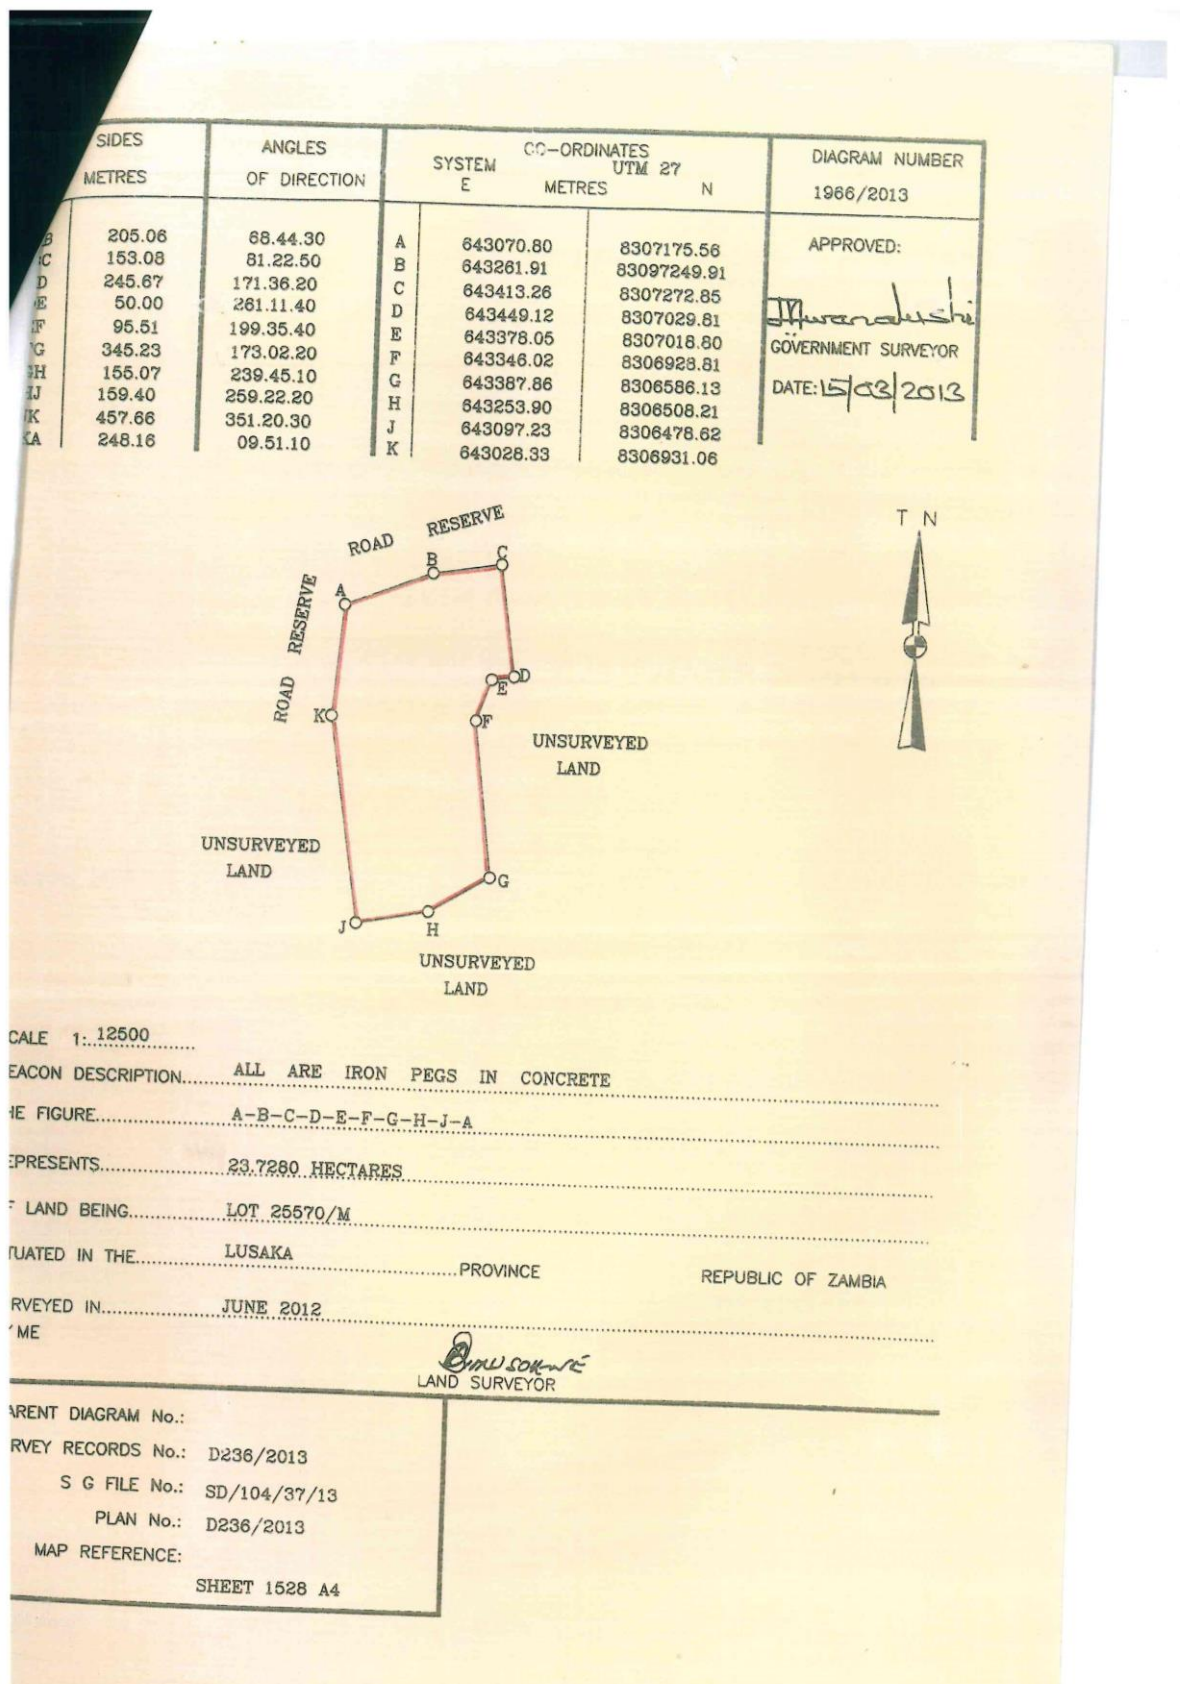 SIDES ANGLES CO-ORDINATES DIAGRAM NUMBER
METRES OF DIRECTION SYSTEM UTM 27 1966/2013
E METRES N
B 205.06 68.44.30 A 643070.80 8307175.56 APPROVED:
C 153.08 81.22.50 B 643261.91 83097249.91
D 245.67 171.36.20 C 643413.26 8307272.85
E 50.00 261.11.40 D 643449.12 8307029.81
F 95.51 199.35.40 E 643378.05 8307018.80
G 345.23 173.02.20 F 643346.02 8306928.81
GH 155.07 239.45.10 G 643387.86 8306586.13
HJ 159.40 259.22.20 H 643253.90 8306508.21
JK 457.66 351.20.30 J 643097.23 8306478.62
KA 248.16 09.51.10 K 643028.33 8306931.06
GOVERNMENT SURVEYOR
DATE: 15/03/2013
ROAD RESERVE
ROAD RESERVE
T N
A
B
C
D
E
F
G
H
J
K
UNSURVEYED
LAND
UNSURVEYED
LAND
UNSURVEYED
LAND
CALE 1: 12500
EACON DESCRIPTION ALL ARE IRON PEGS IN CONCRETE
HE FIGURE A-B-C-D-E-F-G-H-J-A
EPRESENTS 23.7280 HECTARES
F LAND BEING LOT 25570/M
TUATED IN THE LUSAKA PROVINCE REPUBLIC OF ZAMBIA
RVEYED IN JUNE 2012
Y ME
LAND SURVEYOR
ARENT DIAGRAM No.:
RVEY RECORDS No.: D236/2013
S G FILE No.: SD/104/37/13
PLAN No.: D236/2013
MAP REFERENCE:
SHEET 1528 A4